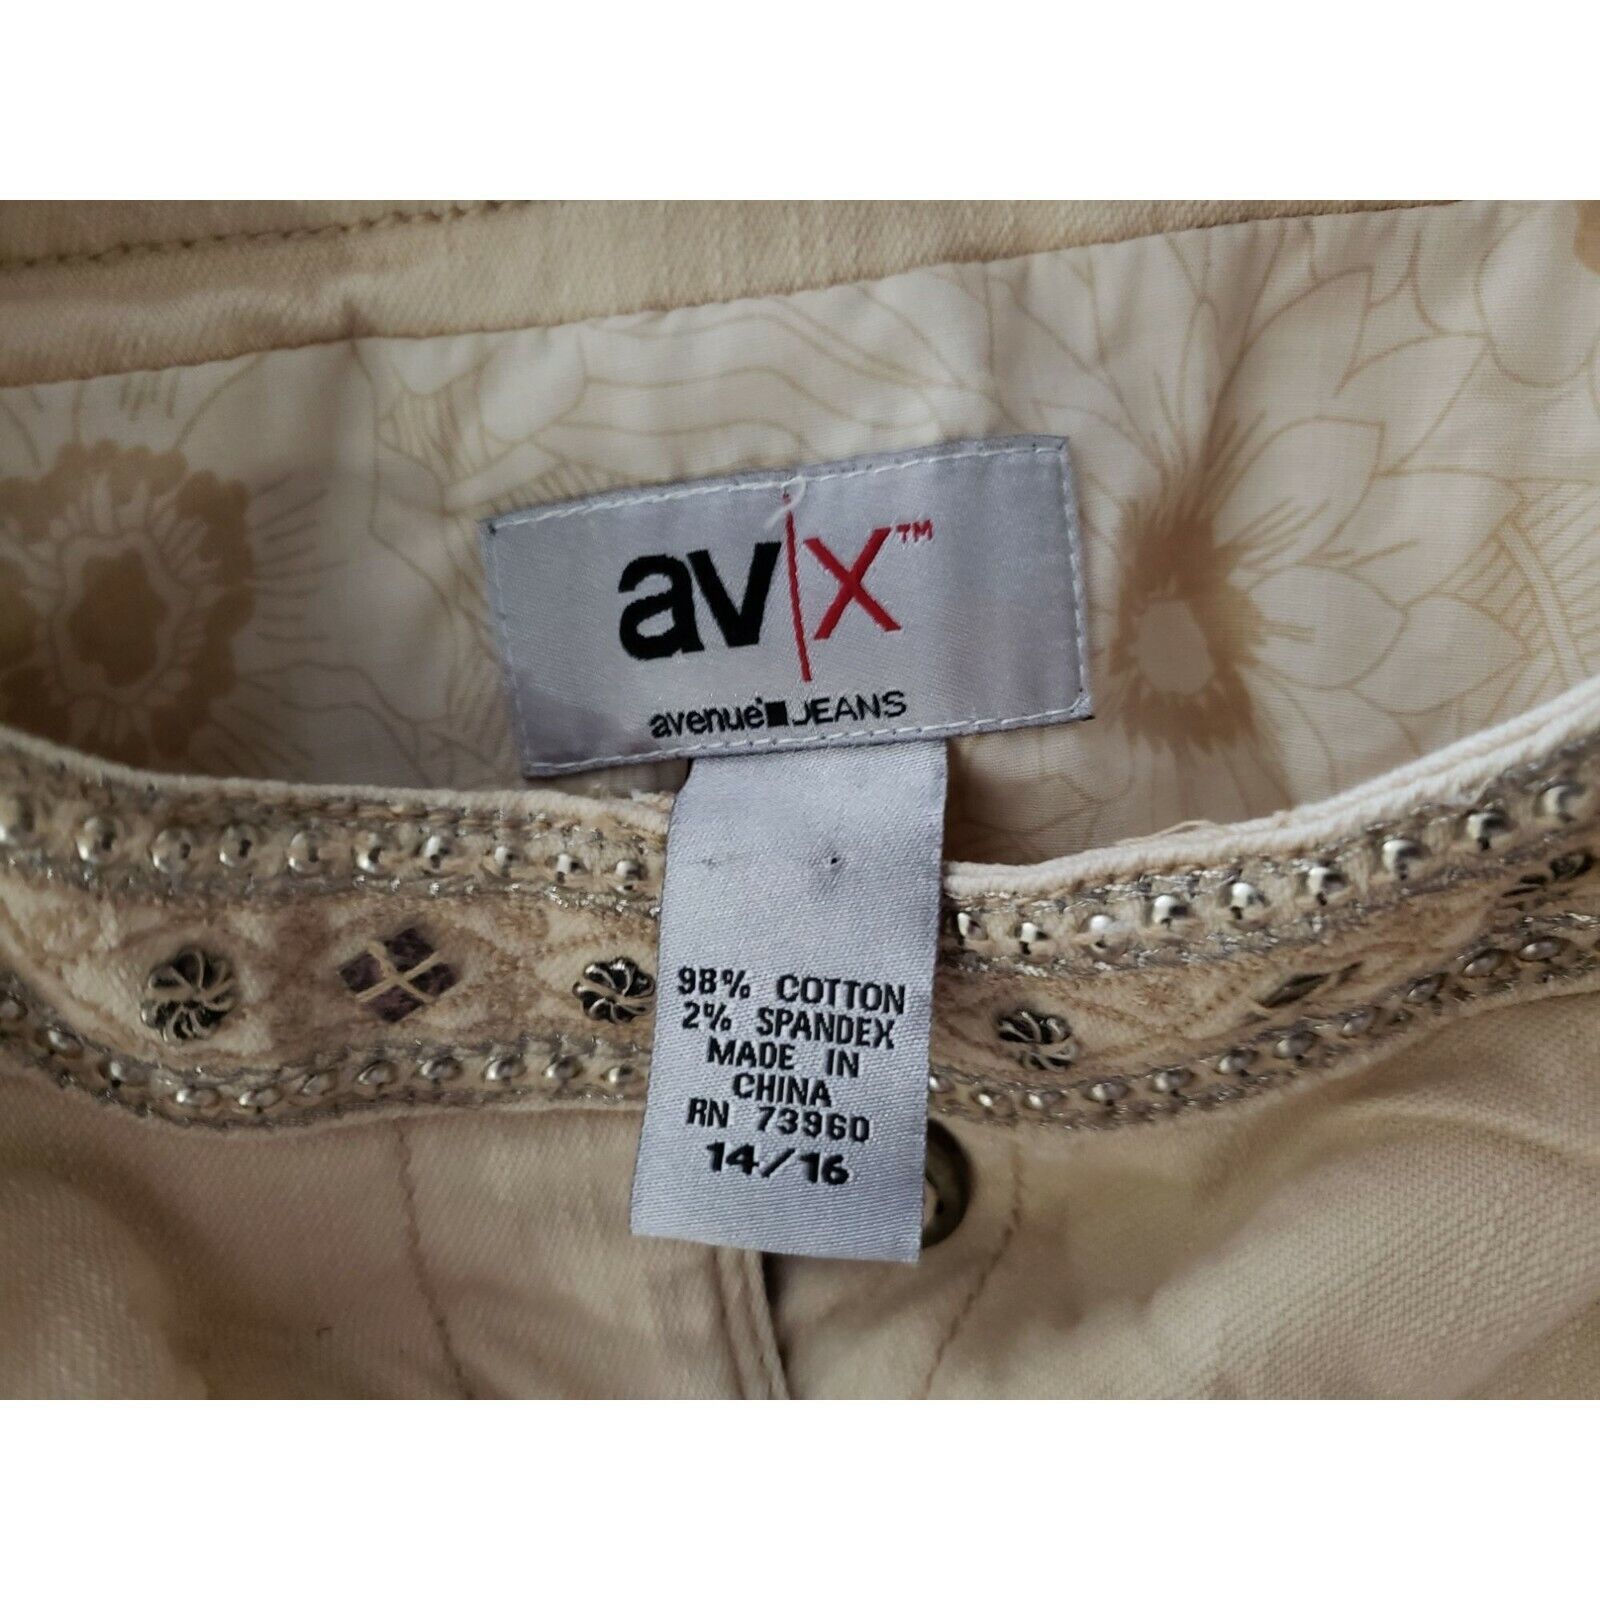 av|x™
avenue JEANS
98% COTTON
2% SPANDEX
MADE IN
CHINA
RN 73960
14/16